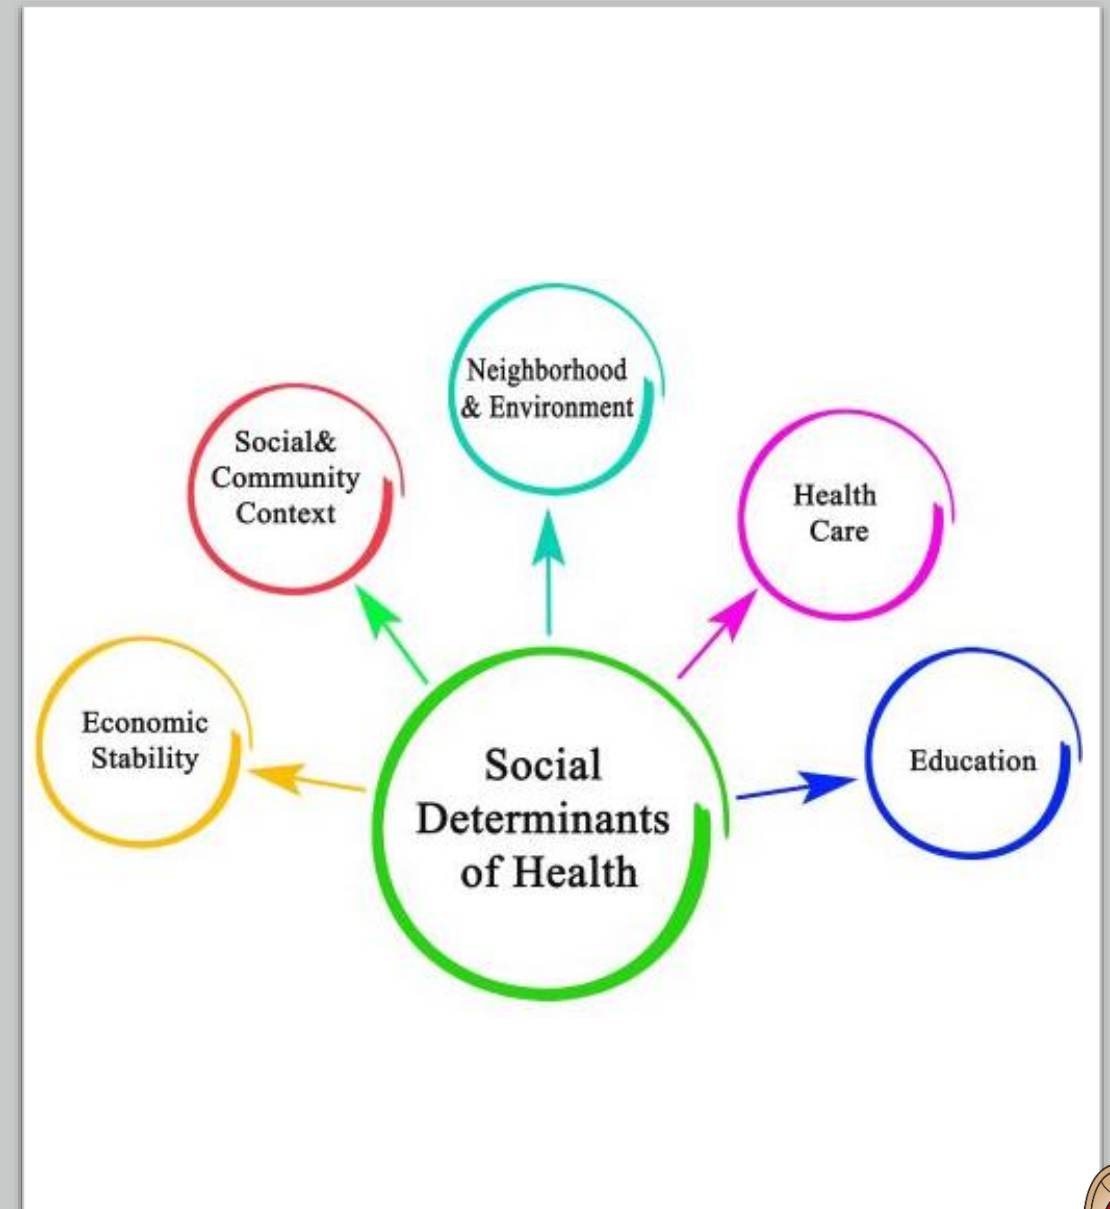 Neighborhood
& Environment
Social&
Community
Context
Health
Care
Economic
Stability
Education
Social
Determinants
of Health